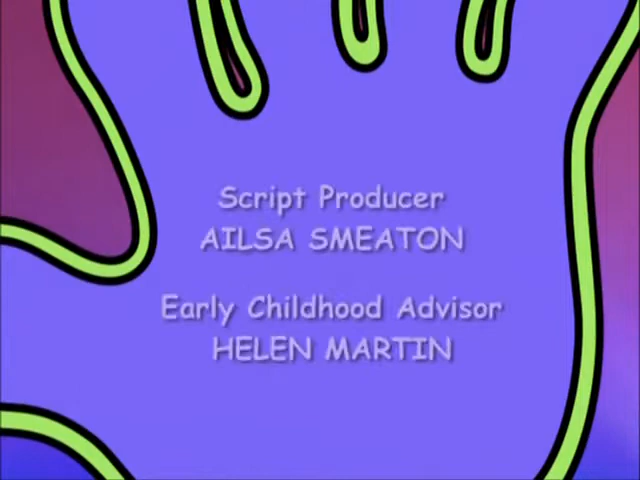 Script Producer
AILSA SMEATON
Early Childhood Advisor
HELEN MARTIN